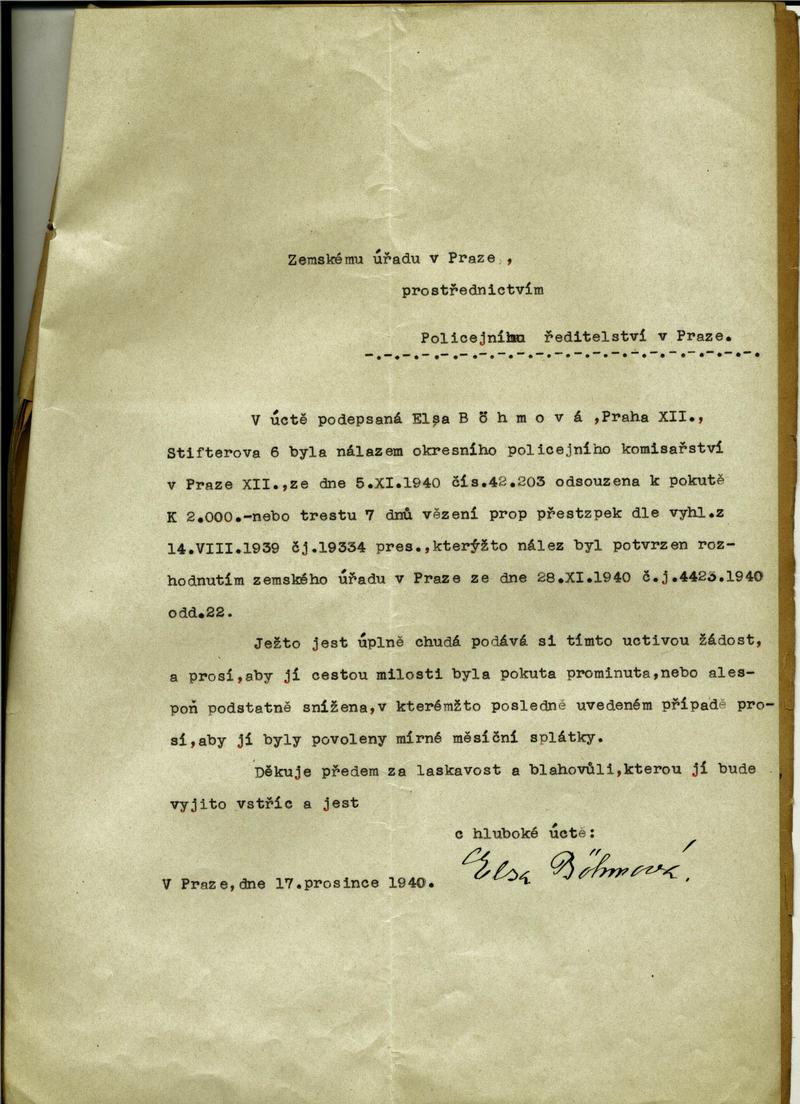 Zemskému úřadu v Praze,
prostřednictvím
Policejního ředitelství v Praze.
-.-.-.-.-.-.-.-.-.-.-.-.-.-.-.-.-.-.-.-.
V úctě podepsaná Elsa B ö h m o v á ,Praha XII.,
Stifterova 6 byla nálazem okresního policejního komisařství
v Praze XII.,ze dne 5.XI.1940 čís.42.203 odsouzena k pokutě
K 2.000.-nebo trestu 7 dnů vězení prop přestzpek dle vyhl.z
14.VIII.1939 čj.19334 pres.,kterýžto nález byl potvrzen roz-
hodnutím zemského úřadu v Praze ze dne 28.XI.1940 č.j.4423.1940
odd.22.
Ježto jest úplně chudá podává si tímto uctivou žádost,
a prosí,aby jí cestou milosti byla pokuta prominuta,nebo ales-
poň podstatně snížena,v kterémžto posledně uvedeném případě pro-
sí,aby jí byly povoleny mírné měsíční splátky.
Děkuje předem za laskavost a blahovůli,kterou jí bude
vyjito vstříc a jest
c hluboké úctě:
Elsa Böhmová.
V Praze,dne 17.prosince 1940.